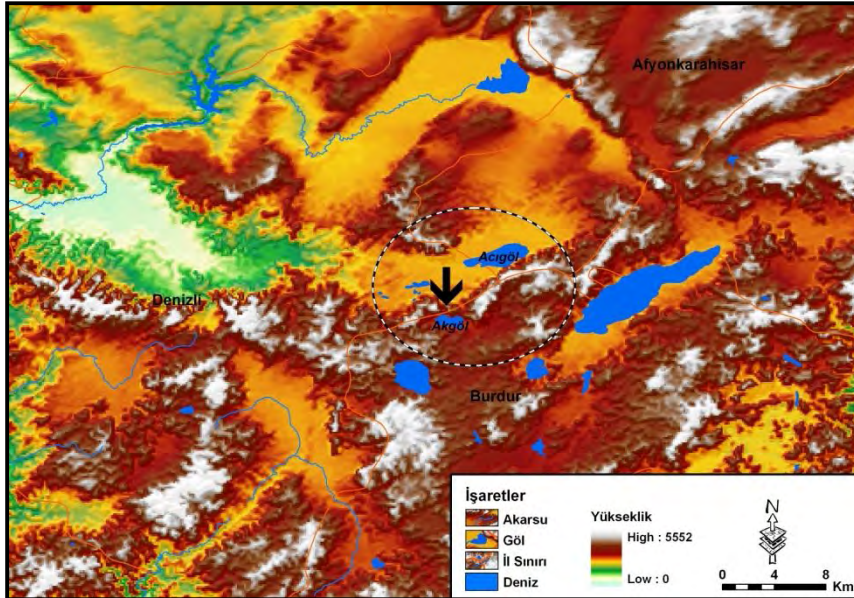 Afyonkarahisar
Acıgöl
Denizli
Akgöl
Burdur
İşaretler
Akarsu
Göl
İl Sınırı
Deniz
Yükseklik
High : 5552
Low : 0
N
0 4 8
Km